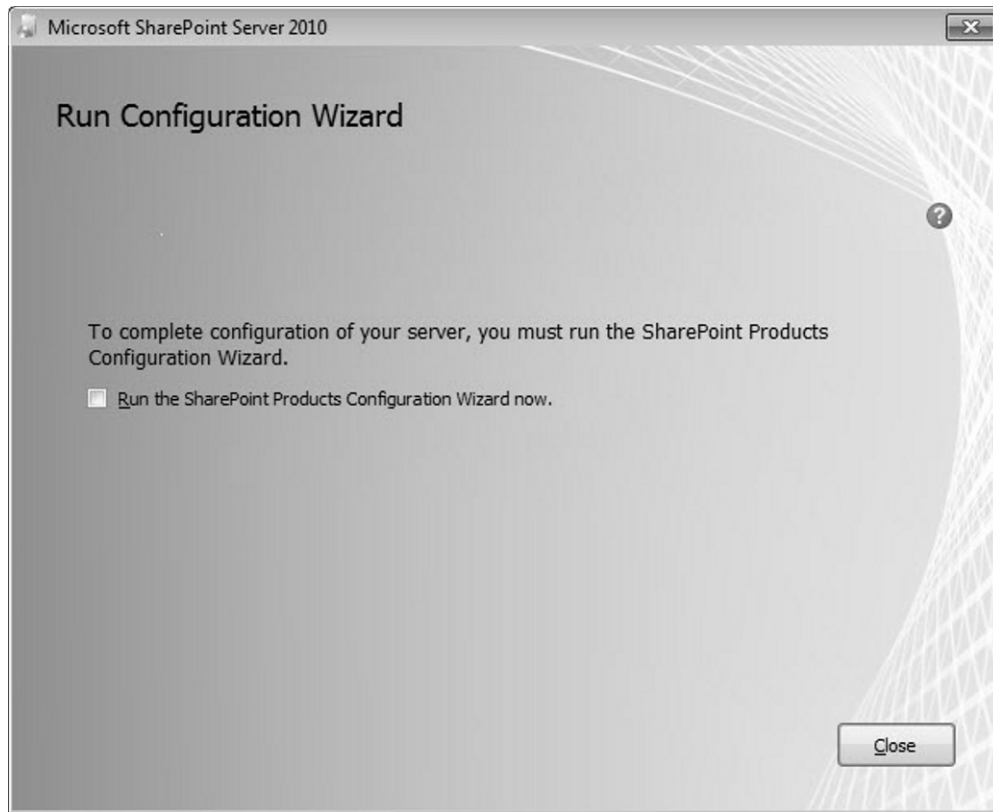 Microsoft SharePoint Server 2010
Run Configuration Wizard
?
To complete configuration of your server, you must run the SharePoint Products
Configuration Wizard.
Run the SharePoint Products Configuration Wizard now.
Close